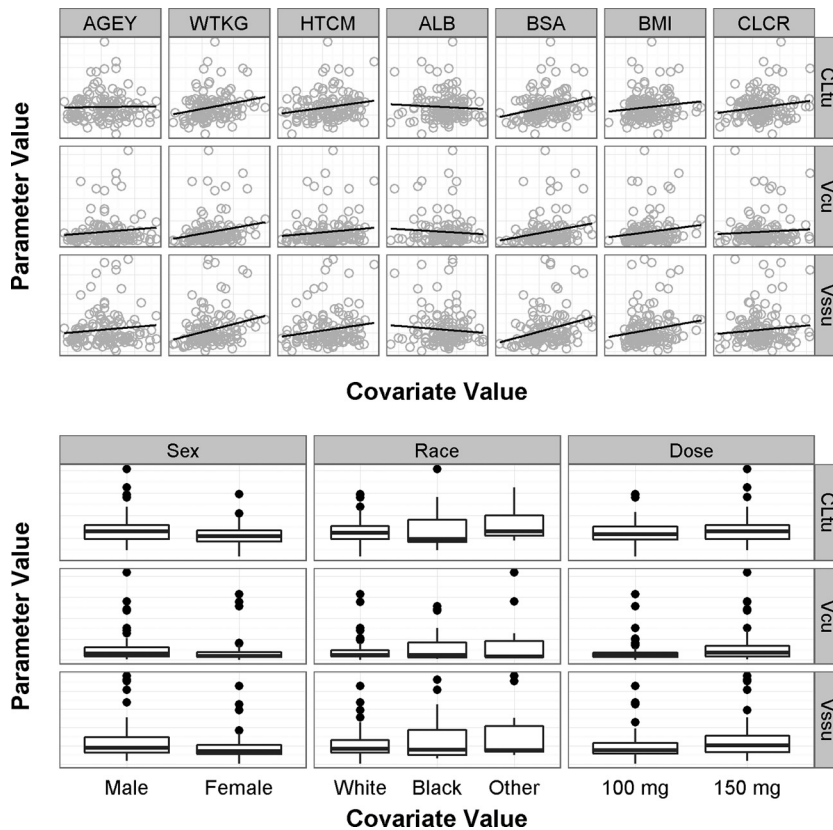 AGEY WTKG HTCM ALB BSA BMI CLCR
CLtu
Vcu
Vssu
Parameter Value
Covariate Value
Sex Race Dose
CLtu
Vcu
Vssu
Parameter Value
Male Female White Black Other 100 mg 150 mg
Covariate Value